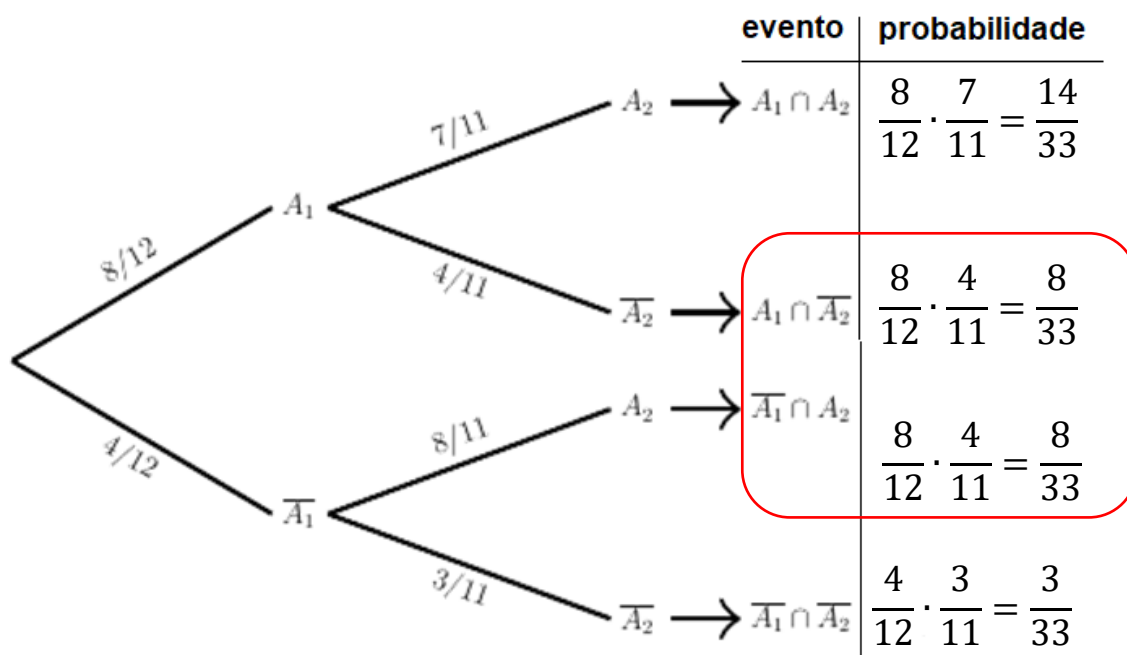 evento probabilidade
7/11 A₂ → A₁ ∩ A₂ 8/12 · 7/11 = 14/33
8/12 A₁
4/11 A̅₂ → A₁ ∩ A̅₂ 8/12 · 4/11 = 8/33
8/11 A₂ → A̅₁ ∩ A₂ 8/12 · 4/11 = 8/33
4/12 A̅₁
3/11 A̅₂ → A̅₁ ∩ A̅₂ 4/12 · 3/11 = 3/33